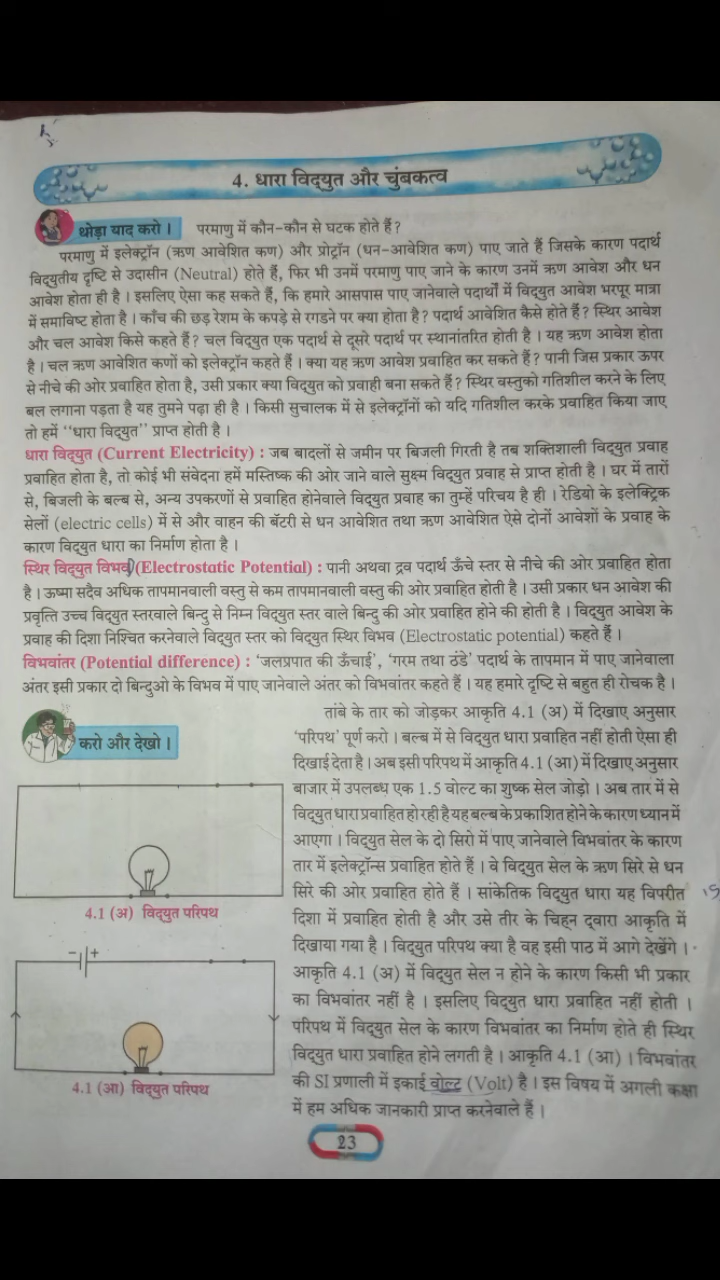 4. धारा विद्युत और चुंबकत्व
थोड़ा याद करो । परमाणु में कौन-कौन से घटक होते हैं?
परमाणु में इलेक्ट्रॉन (ऋण आवेशित कण) और प्रोट्रॉन (धन-आवेशित कण) पाए जाते हैं जिसके कारण पदार्थ
विद्युतीय दृष्टि से उदासीन (Neutral) होते हैं, फिर भी उनमें परमाणु पाए जाने के कारण उनमें ऋण आवेश और धन
आवेश होता ही है । इसलिए ऐसा कह सकते हैं, कि हमारे आसपास पाए जानेवाले पदार्थों में विद्युत आवेश भरपूर मात्रा
में समाविष्ट होता है । काँच की छड़ रेशम के कपड़े से रगडने पर क्या होता है? पदार्थ आवेशित कैसे होते हैं? स्थिर आवेश
और चल आवेश किसे कहते हैं? चल विद्युत एक पदार्थ से दूसरे पदार्थ पर स्थानांतरित होती है । यह ऋण आवेश होता
है । चल ऋण आवेशित कणों को इलेक्ट्रॉन कहते हैं । क्या यह ऋण आवेश प्रवाहित कर सकते हैं? पानी जिस प्रकार ऊपर
से नीचे की ओर प्रवाहित होता है, उसी प्रकार क्या विद्युत को प्रवाही बना सकते हैं? स्थिर वस्तुको गतिशील करने के लिए
बल लगाना पड़ता है यह तुमने पढ़ा ही है । किसी सुचालक में से इलेक्ट्रॉनों को यदि गतिशील करके प्रवाहित किया जाए
तो हमें ‘‘धारा विद्युत’’ प्राप्त होती है ।
धारा विद्युत (Current Electricity) : जब बादलों से जमीन पर बिजली गिरती है तब शक्तिशाली विद्युत प्रवाह
प्रवाहित होता है, तो कोई भी संवेदना हमें मस्तिष्क की ओर जाने वाले सुक्ष्म विद्युत प्रवाह से प्राप्त होती है । घर में तारों
से, बिजली के बल्ब से, अन्य उपकरणों से प्रवाहित होनेवाले विद्युत प्रवाह का तुम्हें परिचय है ही । रेडियो के इलेक्ट्रिक
सेलों (electric cells) में से और वाहन की बॅटरी से धन आवेशित तथा ऋण आवेशित ऐसे दोनों आवेशों के प्रवाह के
कारण विद्युत धारा का निर्माण होता है ।
स्थिर विद्युत विभव (Electrostatic Potential) : पानी अथवा द्रव पदार्थ ऊँचे स्तर से नीचे की ओर प्रवाहित होता
है । ऊष्मा सदैव अधिक तापमानवाली वस्तु से कम तापमानवाली वस्तु की ओर प्रवाहित होती है । उसी प्रकार धन आवेश की
प्रवृत्ति उच्च विद्युत स्तरवाले बिन्दु से निम्न विद्युत स्तर वाले बिन्दु की ओर प्रवाहित होने की होती है । विद्युत आवेश के
प्रवाह की दिशा निश्चित करनेवाले विद्युत स्तर को विद्युत स्थिर विभव (Electrostatic potential) कहते हैं ।
विभवांतर (Potential difference) : ‘जलप्रपात की ऊँचाई’, ‘गरम तथा ठंडे’ पदार्थ के तापमान में पाए जानेवाला
अंतर इसी प्रकार दो बिन्दुओ के विभव में पाए जानेवाले अंतर को विभवांतर कहते हैं । यह हमारे दृष्टि से बहुत ही रोचक है ।
करो और देखो ।
तांबे के तार को जोड़कर आकृति 4.1 (अ) में दिखाए अनुसार
‘परिपथ’ पूर्ण करो । बल्ब में से विद्युत धारा प्रवाहित नहीं होती ऐसा ही
दिखाई देता है । अब इसी परिपथ में आकृति 4.1 (आ) में दिखाए अनुसार
बाजार में उपलब्ध एक 1.5 वोल्ट का शुष्क सेल जोड़ो । अब तार में से
विद्युत धारा प्रवाहित हो रही है यह बल्ब के प्रकाशित होने के कारण ध्यान में
आएगा । विद्युत सेल के दो सिरो में पाए जानेवाले विभवांतर के कारण
तार में इलेक्ट्रॉन्स प्रवाहित होते हैं । वे विद्युत सेल के ऋण सिरे से धन
सिरे की ओर प्रवाहित होते हैं । सांकेतिक विद्युत धारा यह विपरीत
दिशा में प्रवाहित होती है और उसे तीर के चिह्न द्वारा आकृति में
दिखाया गया है । विद्युत परिपथ क्या है वह इसी पाठ में आगे देखेंगे ।
आकृति 4.1 (अ) में विद्युत सेल न होने के कारण किसी भी प्रकार
का विभवांतर नहीं है । इसलिए विद्युत धारा प्रवाहित नहीं होती ।
परिपथ में विद्युत सेल के कारण विभवांतर का निर्माण होते ही स्थिर
विद्युत धारा प्रवाहित होने लगती है । आकृति 4.1 (आ) । विभवांतर
की SI प्रणाली में इकाई वोल्ट (Volt) है । इस विषय में अगली कक्षा
में हम अधिक जानकारी प्राप्त करनेवाले हैं ।
4.1 (अ) विद्युत परिपथ
- +
4.1 (आ) विद्युत परिपथ
23